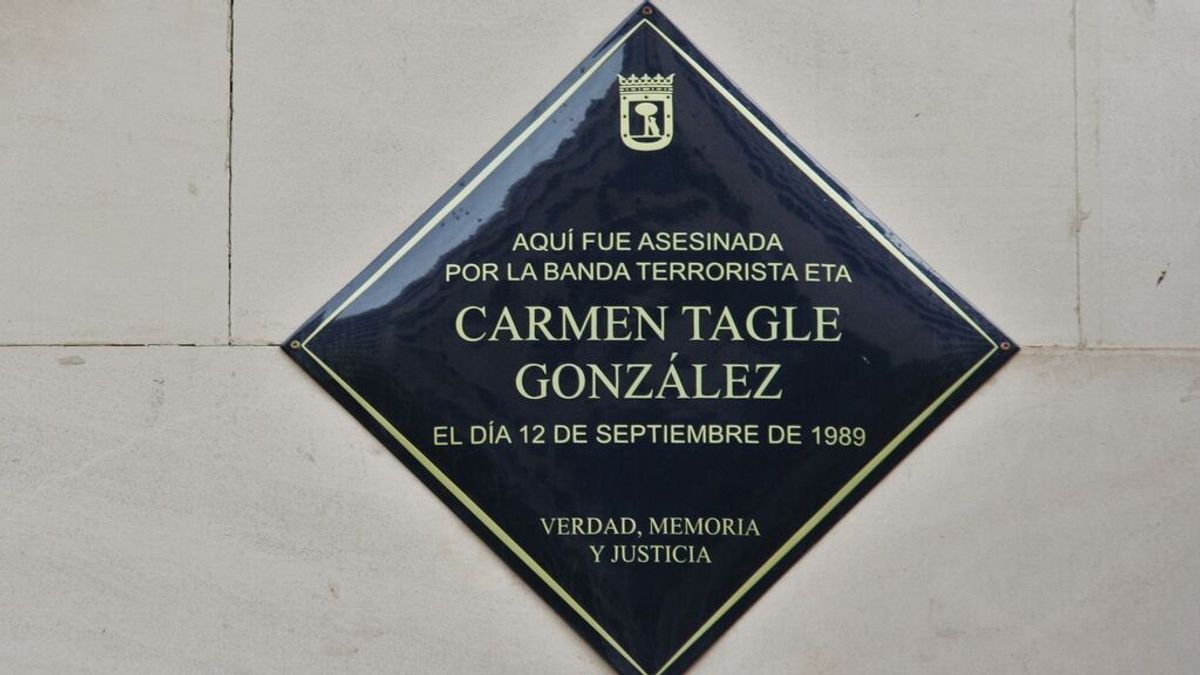 AQUÍ FUE ASESINADA
POR LA BANDA TERRORISTA ETA
CARMEN TAGLE
GONZÁLEZ
EL DÍA 12 DE SEPTIEMBRE DE 1989
VERDAD, MEMORIA
Y JUSTICIA